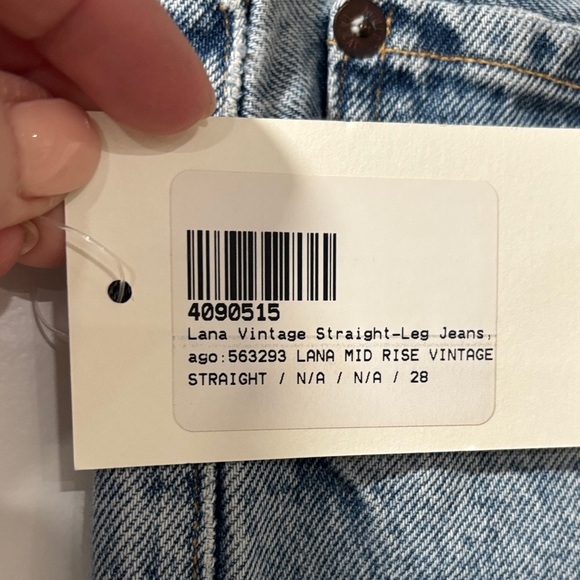 4090515
Lana Vintage Straight-Leg Jeans,
ago:563293 LANA MID RISE VINTAGE
STRAIGHT / N/A / N/A / 28